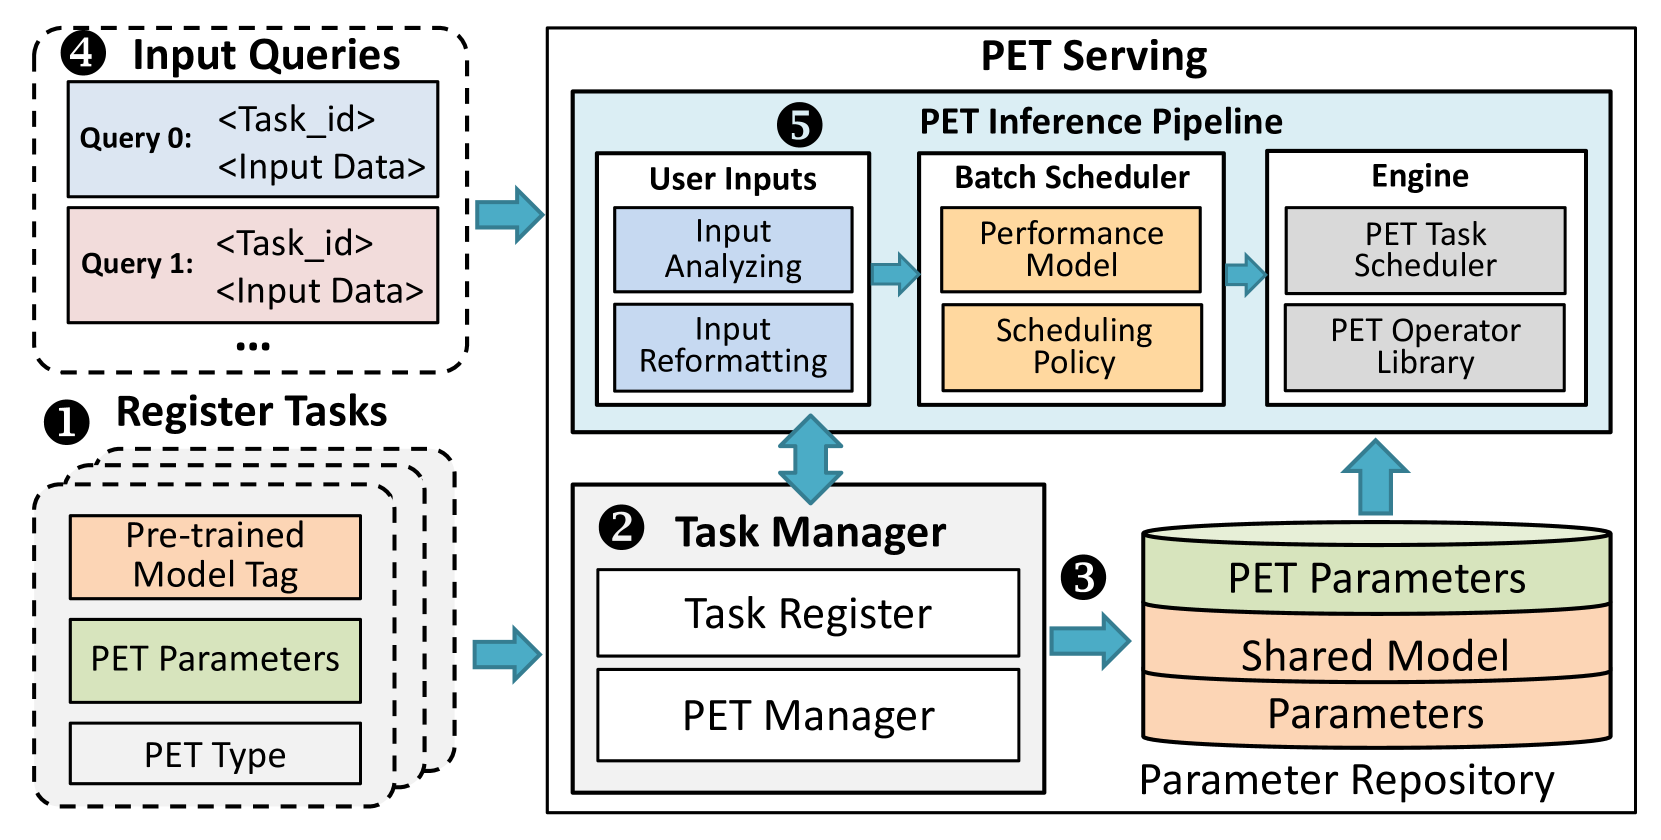 ❹ Input Queries
Query 0:
<Task_id>
<Input Data>
Query 1:
<Task_id>
<Input Data>
...
❶ Register Tasks
Pre-trained
Model Tag
PET Parameters
PET Type
PET Serving
❺ PET Inference Pipeline
User Inputs
Input
Analyzing
Input
Reformatting
Batch Scheduler
Performance
Model
Scheduling
Policy
Engine
PET Task
Scheduler
PET Operator
Library
❷ Task Manager
Task Register
PET Manager
❸
PET Parameters
Shared Model
Parameters
Parameter Repository